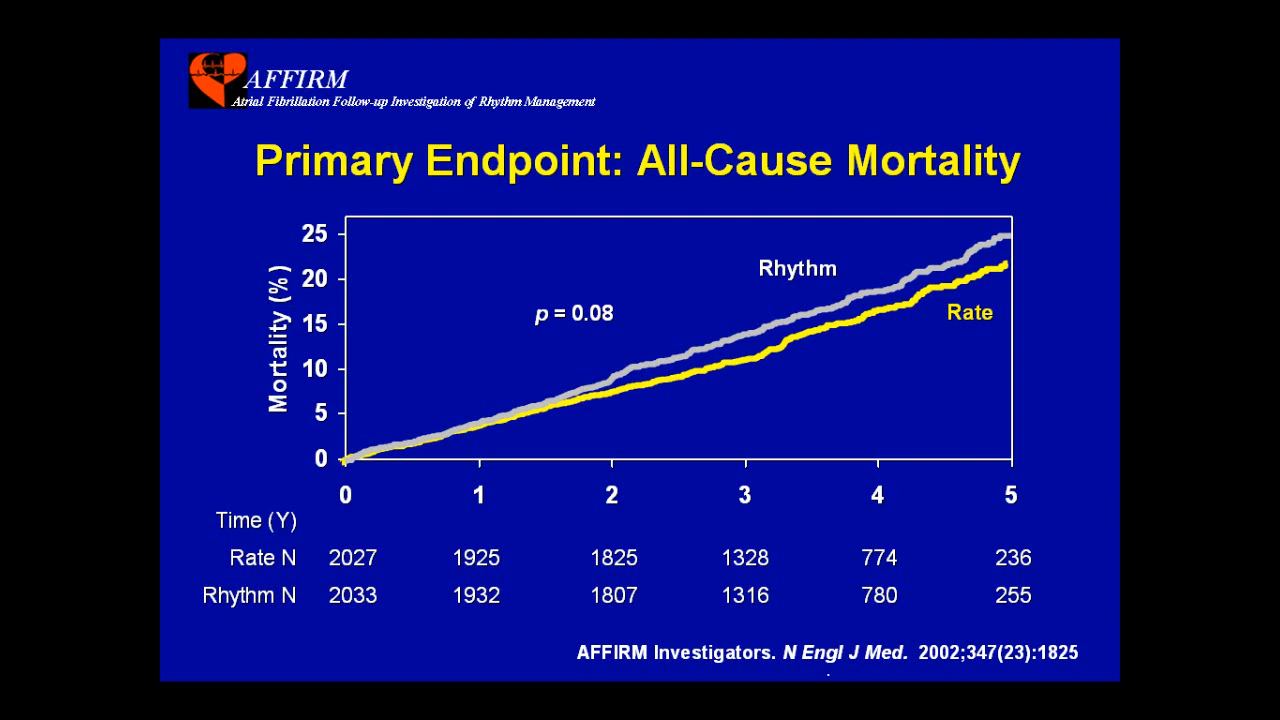 AFFIRM
Atrial Fibrillation Follow-up Investigation of Rhythm Management
Primary Endpoint: All-Cause Mortality
Mortality (%)
25
20
15
10
5
0
Rhythm
p = 0.08
Rate
0 1 2 3 4 5
Time (Y)
Rate N 2027 1925 1825 1328 774 236
Rhythm N 2033 1932 1807 1316 780 255
AFFIRM Investigators. N Engl J Med. 2002;347(23):1825